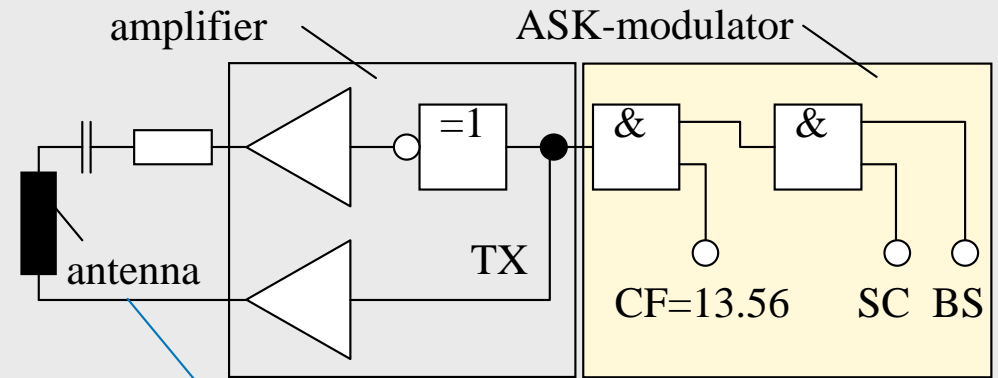 amplifier
ASK-modulator
=1
&
&
TX
antenna
CF=13.56
SC
BS